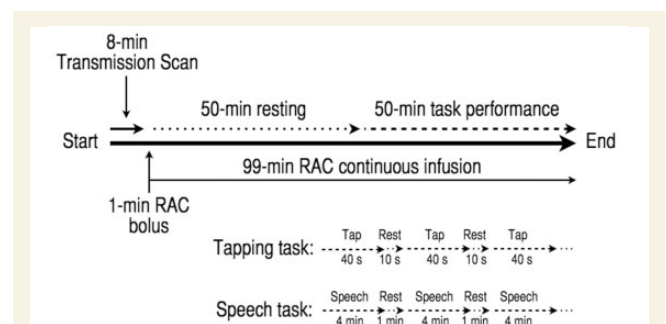 8-min
Transmission Scan
50-min resting
50-min task performance
Start
End
99-min RAC continuous infusion
1-min RAC
bolus
Tapping task:
Tap Rest Tap Rest Tap
40 s 10 s 40 s 10 s 40 s
Speech task:
Speech Rest Speech Rest Speech
4 min 1 min 4 min 1 min 4 min